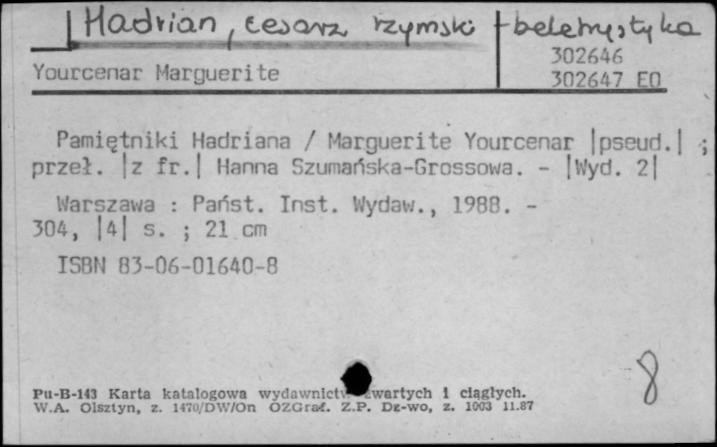 Hadrian, cesarz rzymski - beletrystyka
302646
Yourcenar Marguerite
302647 EO
Pamiętniki Hadriana / Marguerite Yourcenar |pseud.| ;
przeł. |z fr.| Hanna Szumańska-Grossowa. - |Wyd. 2|
Warszawa : Państ. Inst. Wydaw., 1988. -
304, |4| s. ; 21 cm
ISBN 83-06-01640-8
8
Pu-B-143 Karta katalogowa wydawnictw zwartych i ciągłych.
W.A. Olsztyn, z. 1470/DW/On OZGraf. Z.P. Dz-wo, z. 1003 11.87